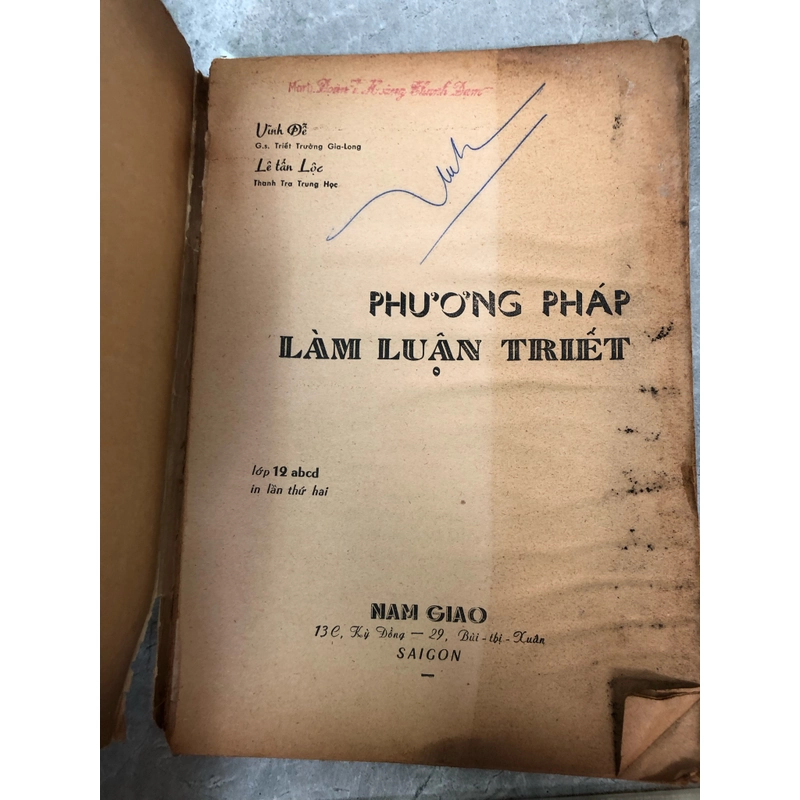 Vĩnh Đễ
G.s. Triết Trường Gia-Long
Lê tấn Lộc
Thanh Tra Trung Học
PHƯƠNG PHÁP
LÀM LUẬN TRIẾT
lớp 12 abcd
in lần thứ hai
NAM GIAO
13C, Kỳ Đồng — 29, Bùi-thị-Xuân
SAIGON